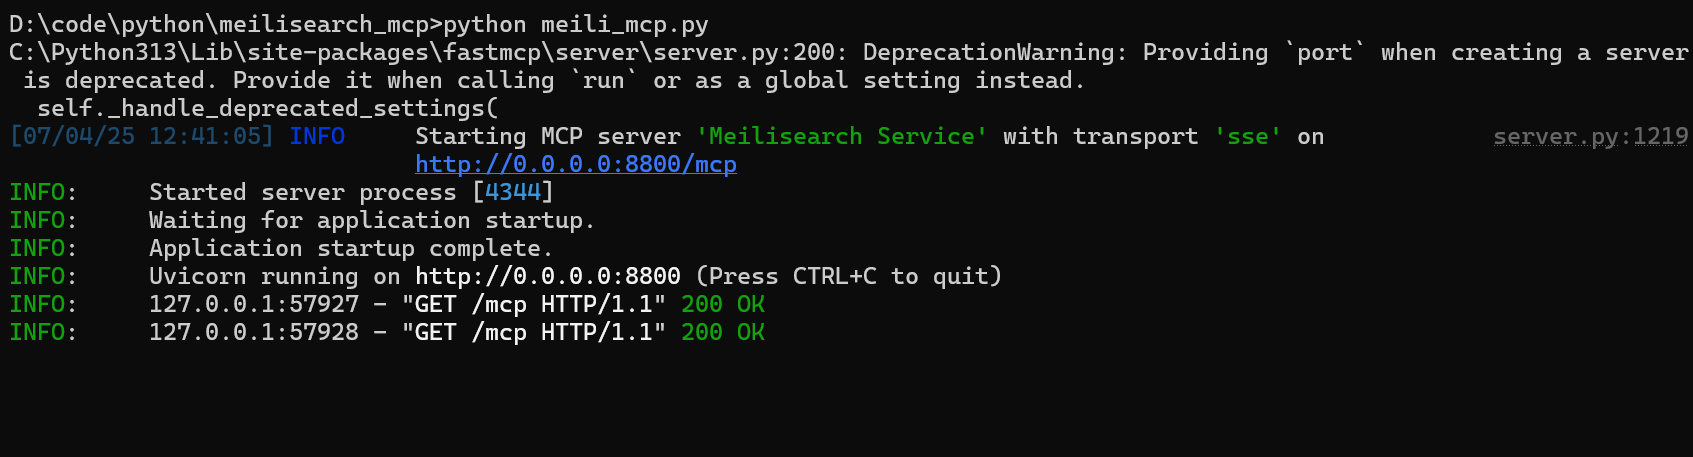 D:\code\python\meilisearch_mcp>python meili_mcp.py
C:\Python313\Lib\site-packages\fastmcp\server\server.py:200: DeprecationWarning: Providing `port` when creating a server
 is deprecated. Provide it when calling `run` or as a global setting instead.
  self._handle_deprecated_settings(
[07/04/25 12:41:05] INFO     Starting MCP server 'Meilisearch Service' with transport 'sse' on            server.py:1219
                             http://0.0.0.0:8800/mcp
INFO:     Started server process [4344]
INFO:     Waiting for application startup.
INFO:     Application startup complete.
INFO:     Uvicorn running on http://0.0.0.0:8800 (Press CTRL+C to quit)
INFO:     127.0.0.1:57927 - "GET /mcp HTTP/1.1" 200 OK
INFO:     127.0.0.1:57928 - "GET /mcp HTTP/1.1" 200 OK